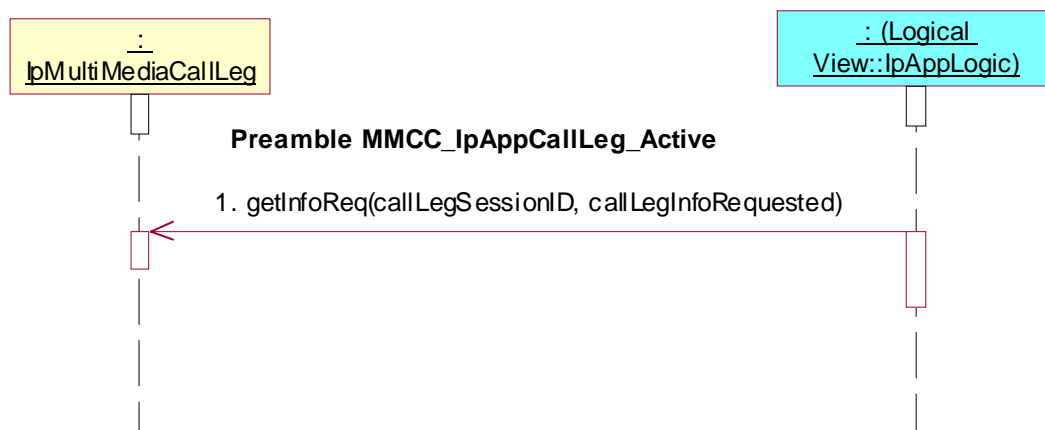 :
IpMultiMediaCallLeg
: (Logical
View::IpAppLogic)
Preamble MMCC_IpAppCallLeg_Active
1. getInfoReq(callLegSessionID, callLegInfoRequested)